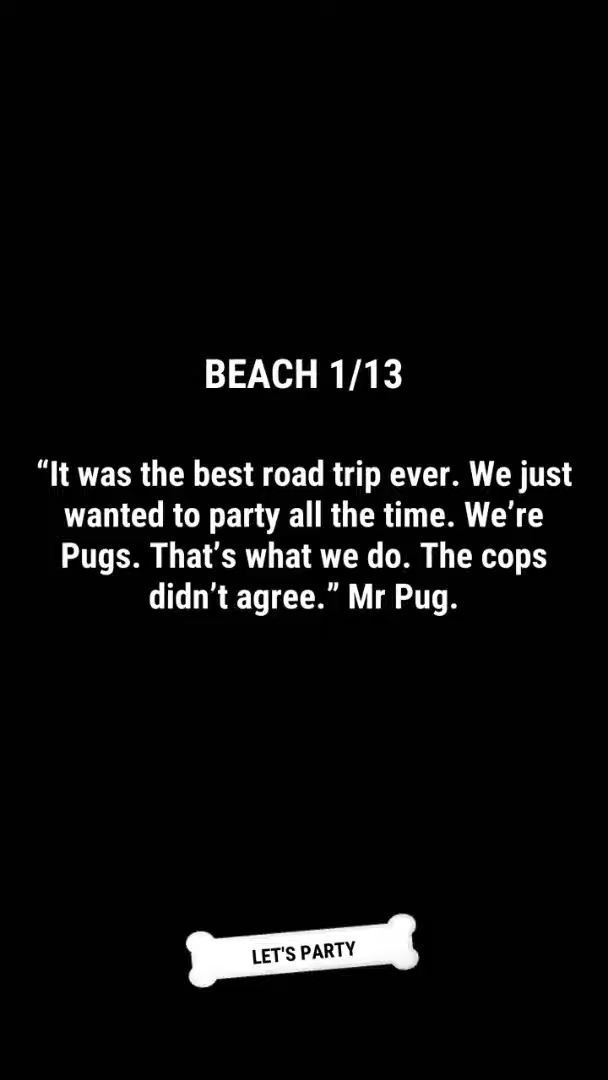 BEACH 1/13
“It was the best road trip ever. We just
wanted to party all the time. We’re
Pugs. That’s what we do. The cops
didn’t agree.” Mr Pug.
LET'S PARTY